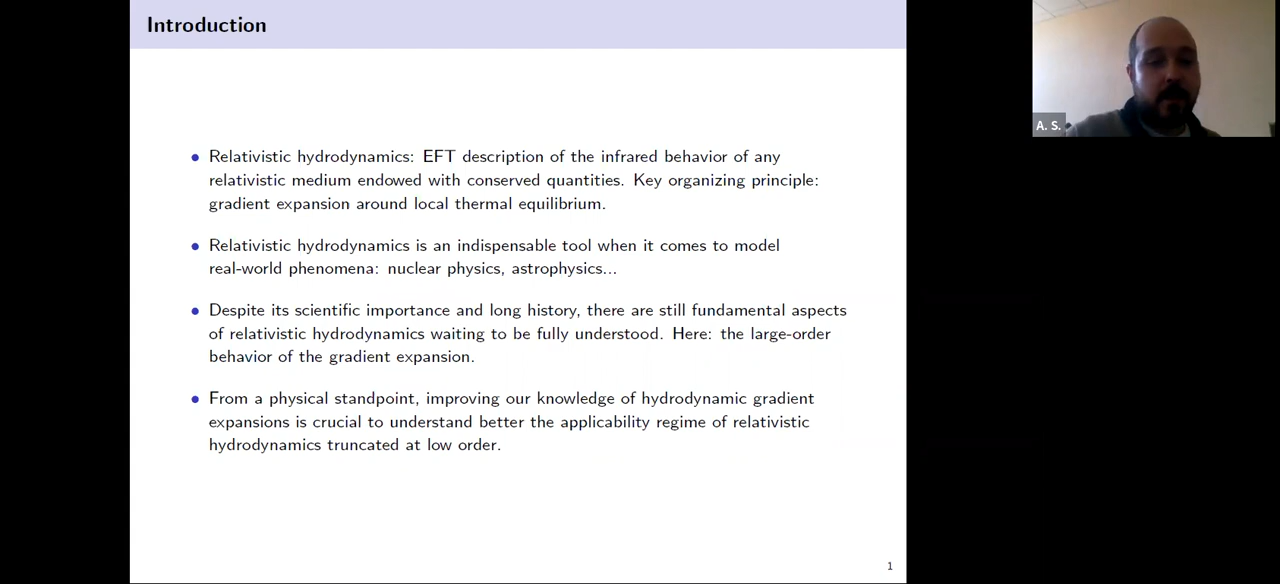 Introduction
• Relativistic hydrodynamics: EFT description of the infrared behavior of any
relativistic medium endowed with conserved quantities. Key organizing principle:
gradient expansion around local thermal equilibrium.
• Relativistic hydrodynamics is an indispensable tool when it comes to model
real-world phenomena: nuclear physics, astrophysics...
• Despite its scientific importance and long history, there are still fundamental aspects
of relativistic hydrodynamics waiting to be fully understood. Here: the large-order
behavior of the gradient expansion.
• From a physical standpoint, improving our knowledge of hydrodynamic gradient
expansions is crucial to understand better the applicability regime of relativistic
hydrodynamics truncated at low order.
1
A. S.